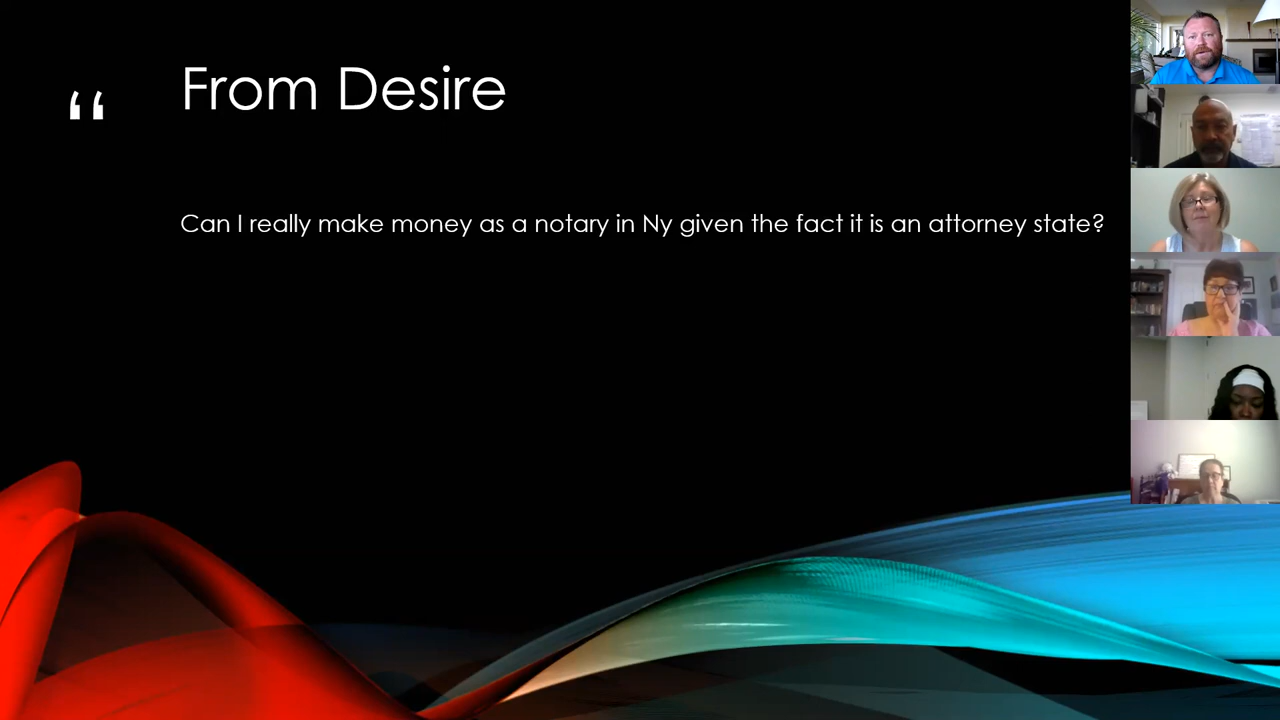 “
From Desire
Can I really make money as a notary in Ny given the fact it is an attorney state?